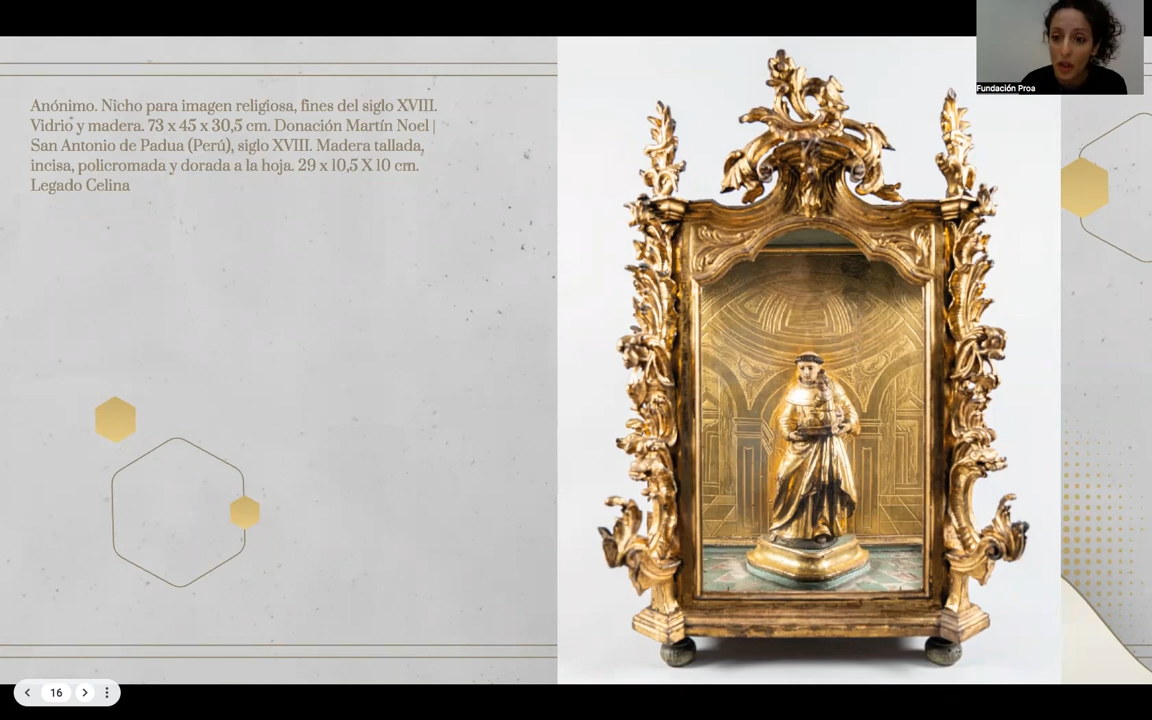 Fundación Proa
Anónimo. Nicho para imagen religiosa, fines del siglo XVIII.
Vidrio y madera. 73 x 45 x 30,5 cm. Donación Martín Noel |
San Antonio de Padua (Perú), siglo XVIII. Madera tallada,
incisa, policromada y dorada a la hoja. 29 x 10,5 X 10 cm.
Legado Celina
16